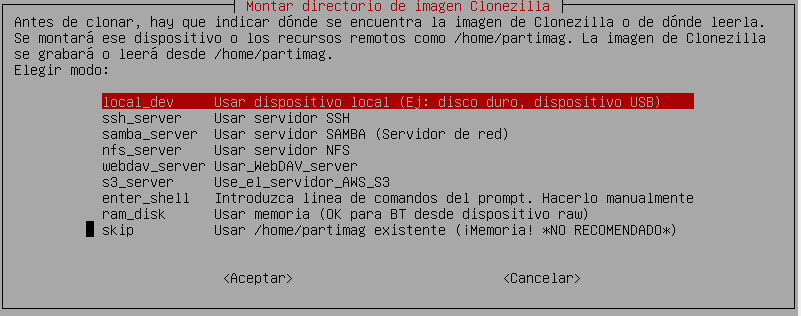 Montar directorio de imagen Clonezilla
Antes de clonar, hay que indicar dónde se encuentra la imagen de Clonezilla o de dónde leerla.
Se montará ese dispositivo o los recursos remotos como /home/partimag. La imagen de Clonezilla
se grabará o leerá desde /home/partimag.
Elegir modo:
local_dev Usar dispositivo local (Ej: disco duro, dispositivo USB)
ssh_server Usar servidor SSH
samba_server Usar servidor SAMBA (Servidor de red)
nfs_server Usar servidor NFS
webdav_server Usar_WebDAV_server
s3_server Use_el_servidor_AWS_S3
enter_shell Introduzca linea de comandos del prompt. Hacerlo manualmente
ram_disk Usar memoria (OK para BT desde dispositivo raw)
skip Usar /home/partimag existente (¡Memoria! *NO RECOMENDADO*)
<Aceptar> <Cancelar>